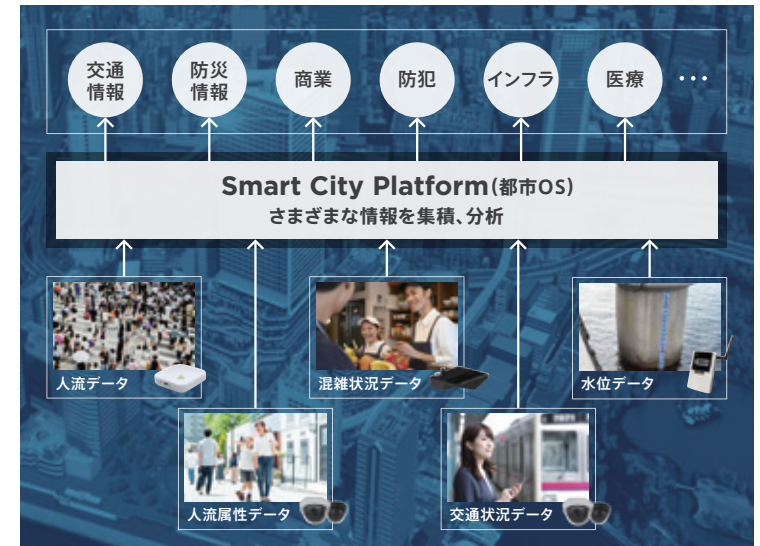 交通
情報
防災
情報
商業
防犯
インフラ
医療
…
Smart City Platform(都市OS)
さまざまな情報を集積、分析
人流データ
混雑状況データ
水位データ
人流属性データ
交通状況データ